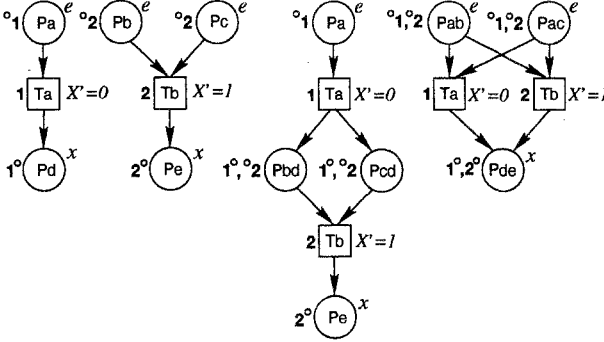 °1 Pa e °2 Pb °2 Pc e °1 Pa e °1,°2 Pab e °1,°2 Pac e
1 Ta X'=0 2 Tb X'=1 1 Ta X'=0 1 Ta X'=0 2 Tb X'=1
1° Pd x 2° Pe x 1°,°2 Pbd 1°,°2 Pcd 1°,2° Pde x
2 Tb X'=1
2° Pe x